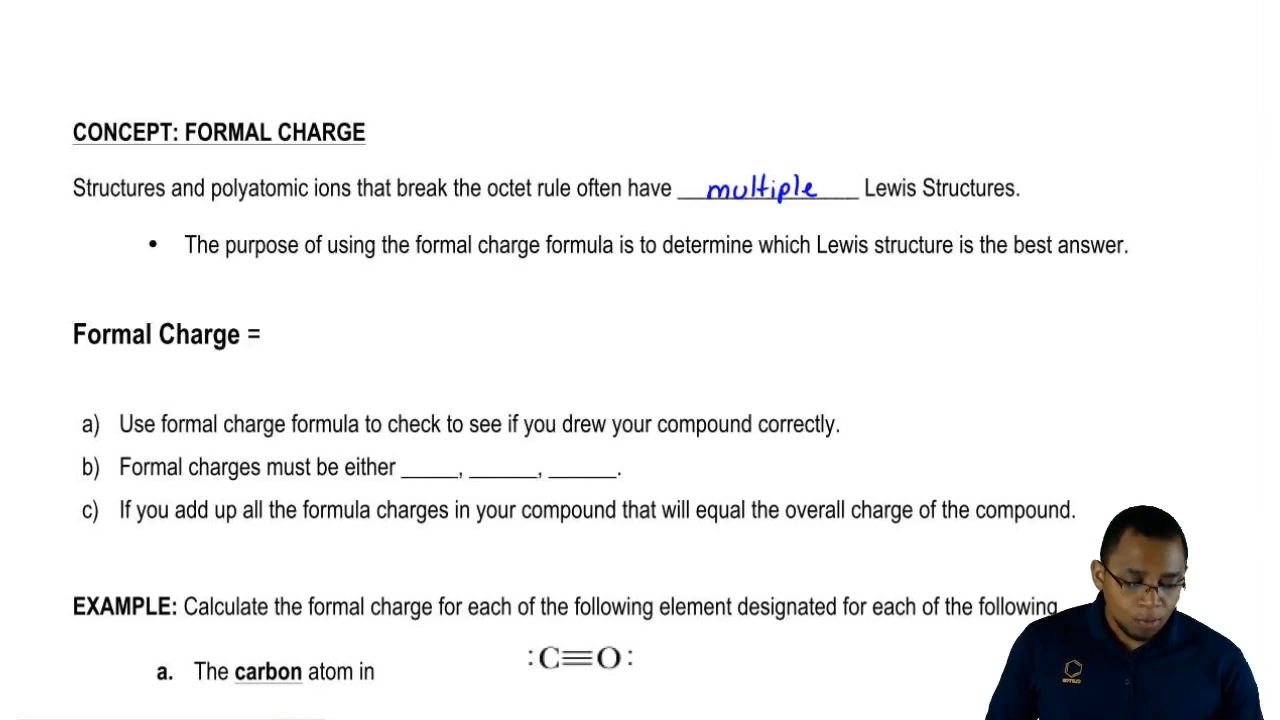 CONCEPT: FORMAL CHARGE
Structures and polyatomic ions that break the octet rule often have multiple Lewis Structures.
• The purpose of using the formal charge formula is to determine which Lewis structure is the best answer.
Formal Charge =
a) Use formal charge formula to check to see if you drew your compound correctly.
b) Formal charges must be either _____, ______, ______.
c) If you add up all the formula charges in your compound that will equal the overall charge of the compound.
EXAMPLE: Calculate the formal charge for each of the following element designated for each of the following
:C≡O:
a. The carbon atom in